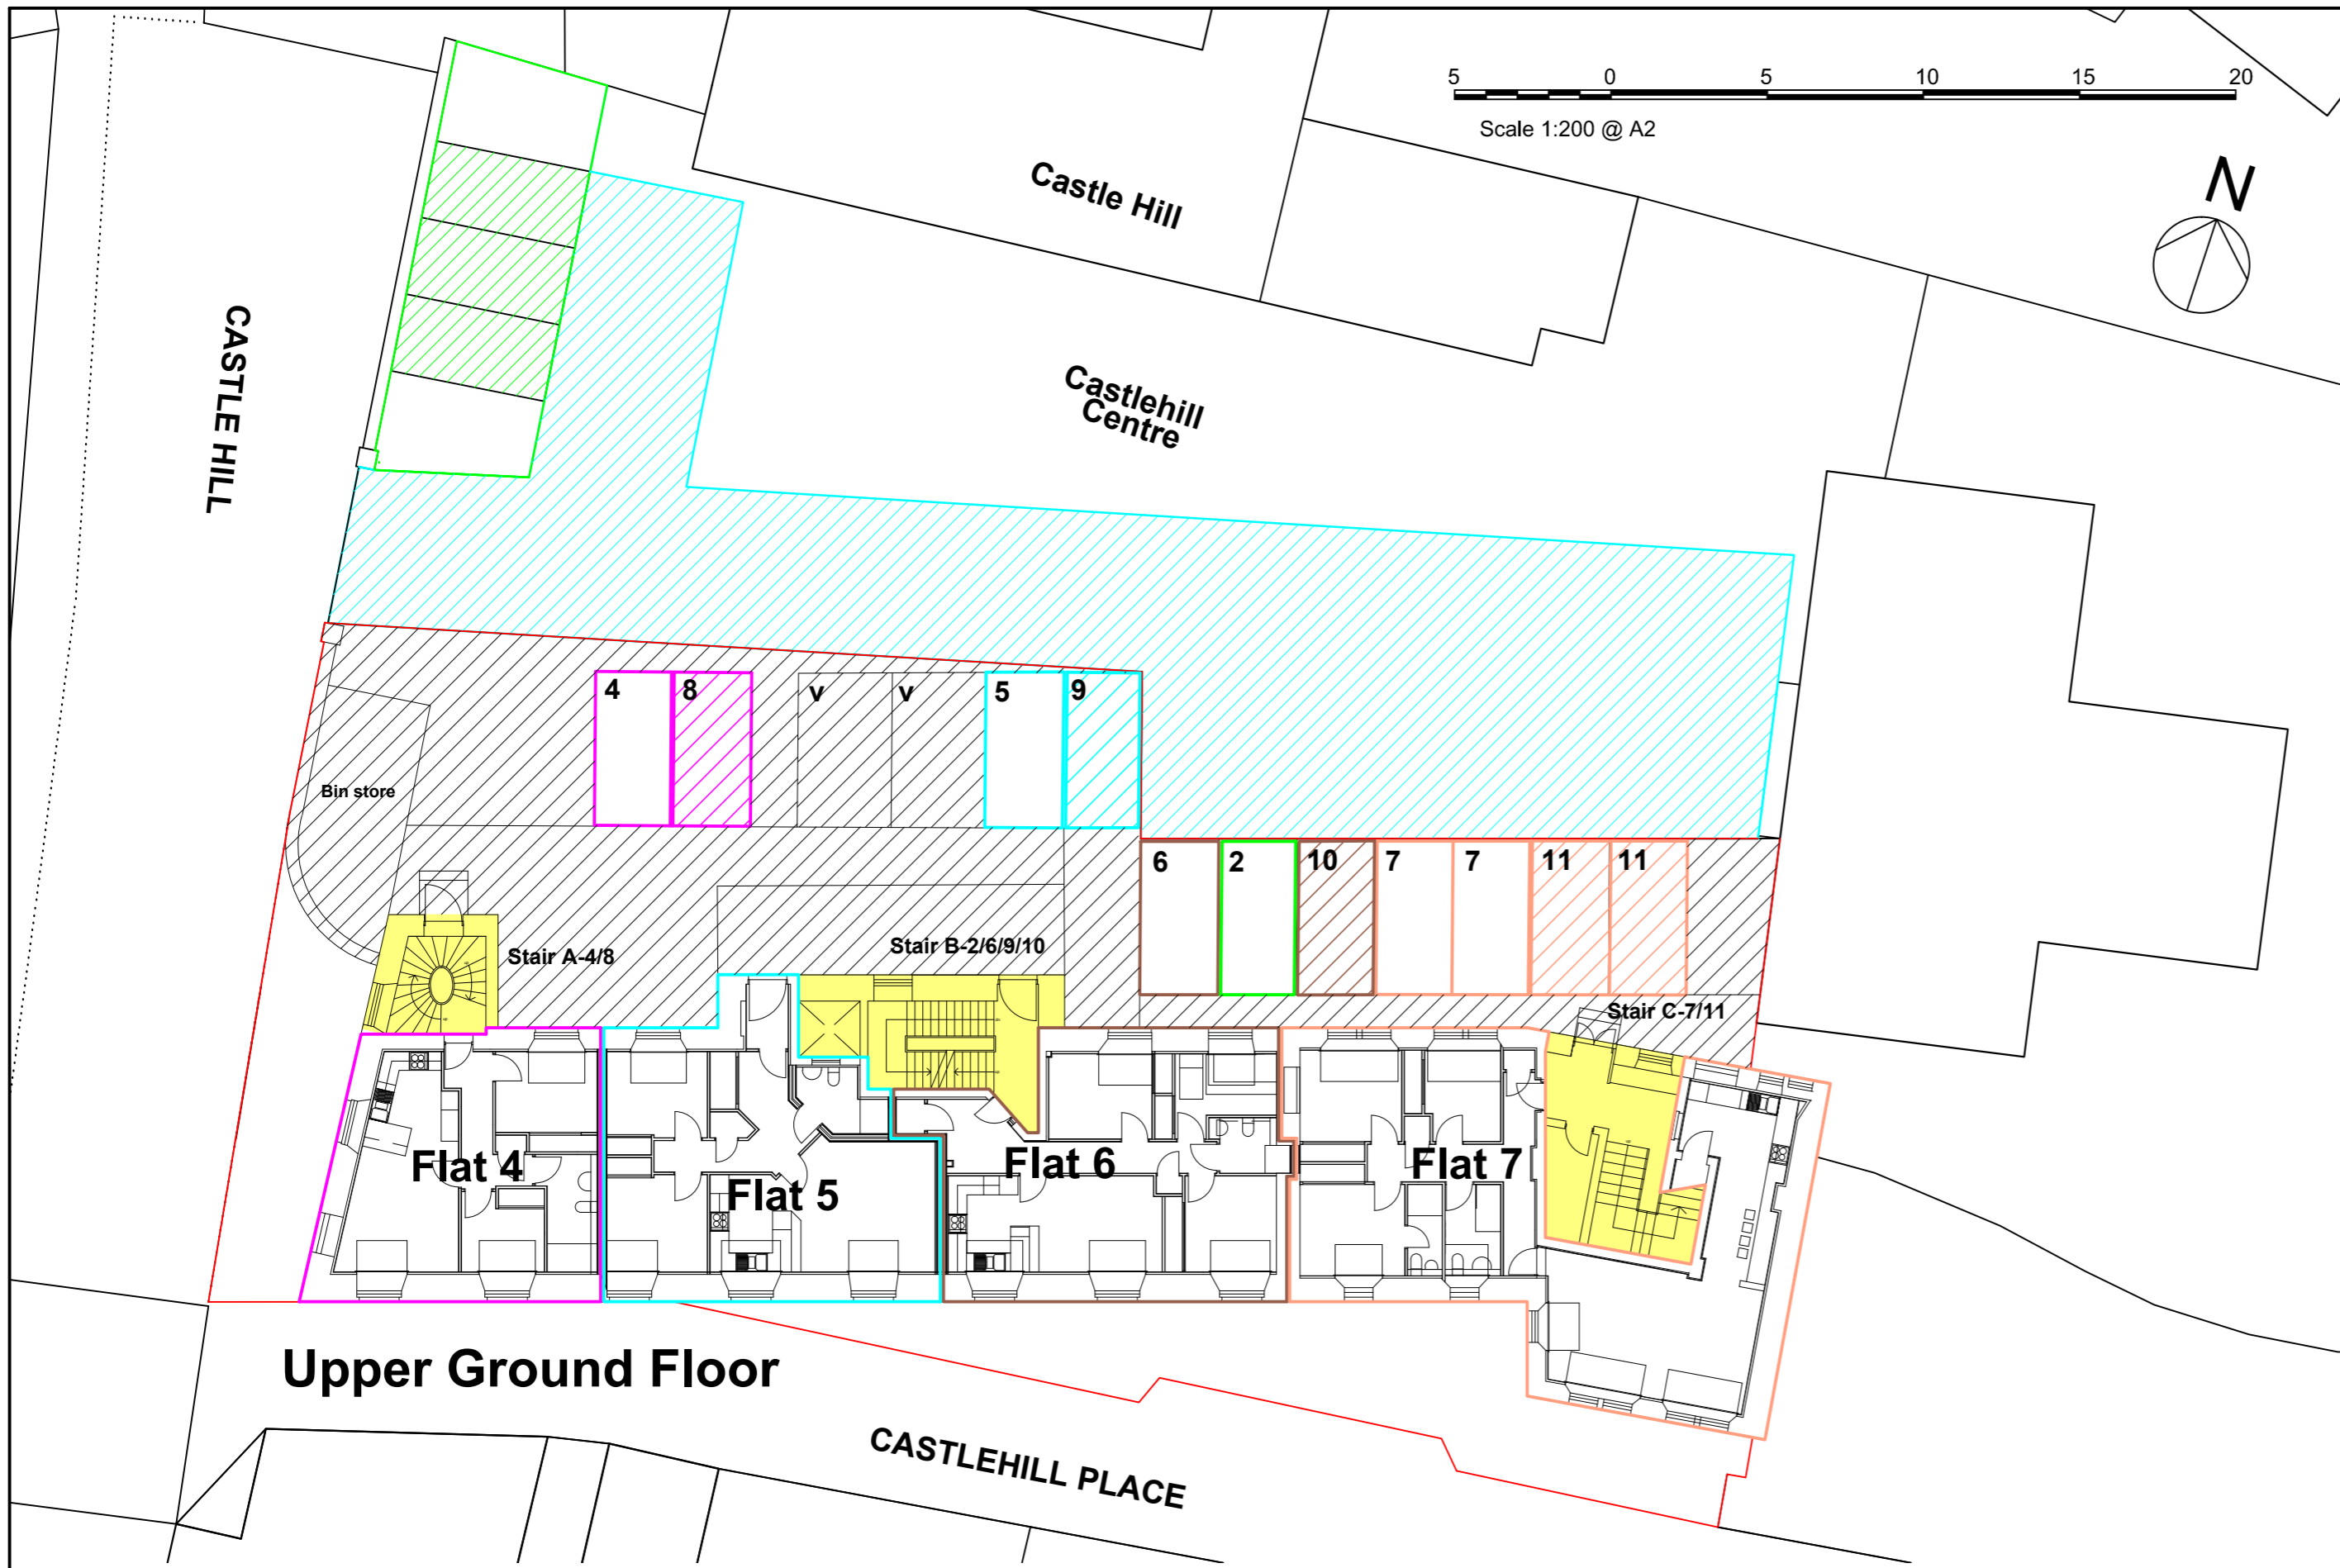 5 0 5 10 15 20
Scale 1:200 @ A2
N
Castle Hill
CASTLE HILL
Castlehill
Centre
4 8 v v 5 9
Bin store
6 2 10 7 7 11 11
Stair A-4/8
Stair B-2/6/9/10
Stair C-7/11
Flat 4
Flat 5
Flat 6
Flat 7
Upper Ground Floor
CASTLEHILL PLACE